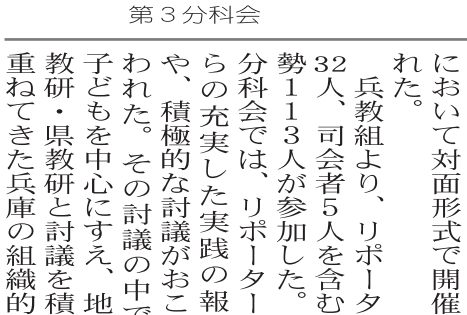 第３分科会
において対面形式で開催
れた。
兵教組より、リポータ
32人、司会者５人を含む
勢１１３人が参加した。
分科会では、リポーター
らの充実した実践の報
や、積極的な討議がおこ
われた。その討議の中で
子どもを中心にすえ、地
教研・県教研と討議を積
重ねてきた兵庫の組織的